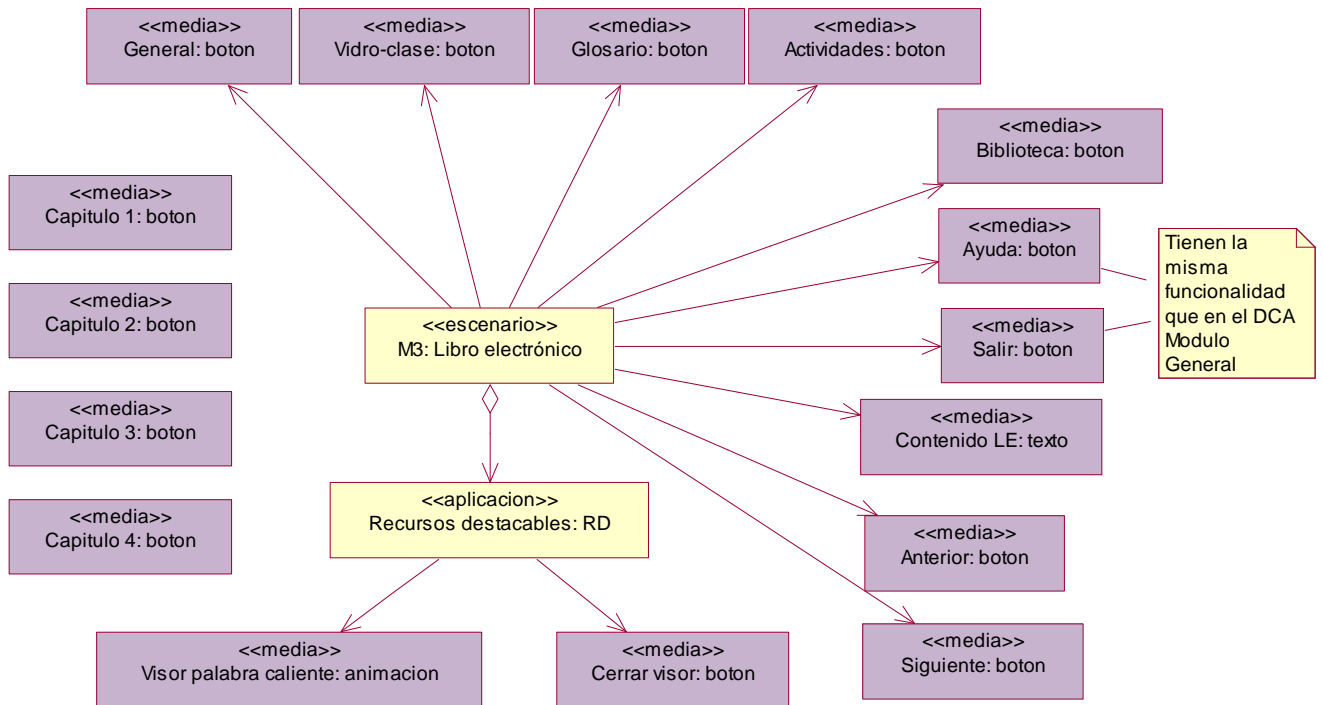 <<media>>
General: boton
<<media>>
Vidro-clase: boton
<<media>>
Glosario: boton
<<media>>
Actividades: boton
<<media>>
Biblioteca: boton
<<media>>
Capitulo 1: boton
<<media>>
Ayuda: boton
Tienen la
misma
funcionalidad
que en el DCA
Modulo
General
<<media>>
Capitulo 2: boton
<<escenario>>
M3: Libro electrónico
<<media>>
Salir: boton
<<media>>
Capitulo 3: boton
<<media>>
Contenido LE: texto
<<aplicacion>>
Recursos destacables: RD
<<media>>
Capitulo 4: boton
<<media>>
Anterior: boton
<<media>>
Visor palabra caliente: animacion
<<media>>
Cerrar visor: boton
<<media>>
Siguiente: boton